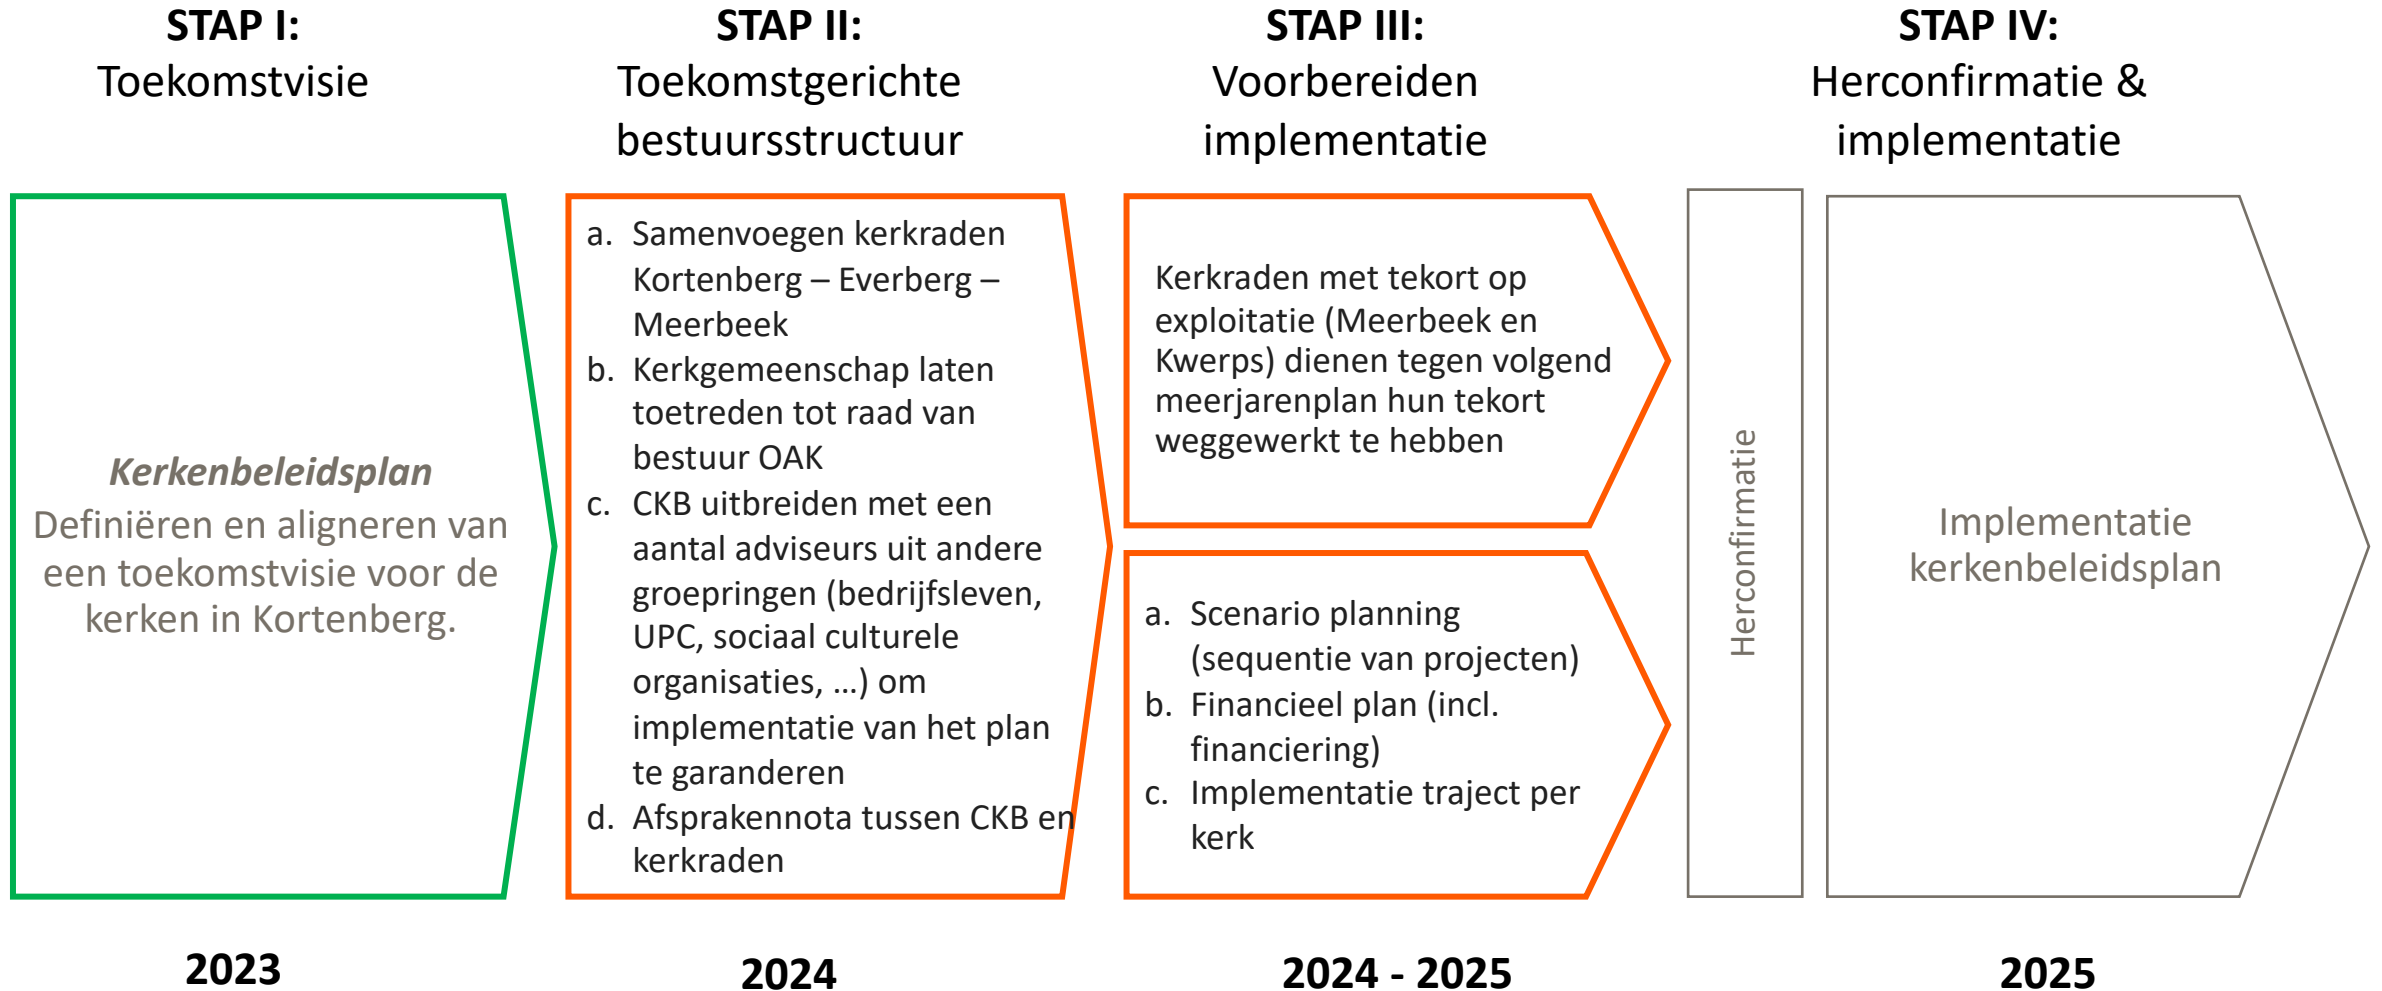 STAP I:
Toekomstvisie
STAP II:
Toekomstgerichte
bestuursstructuur
STAP III:
Voorbereiden
implementatie
STAP IV:
Herconfirmatie &
implementatie
Kerkenbeleidsplan
Definiëren en aligneren van
een toekomstvisie voor de
kerken in Kortenberg.
a. Samenvoegen kerkraden
Kortenberg – Everberg –
Meerbeek
b. Kerkgemeenschap laten
toetreden tot raad van
bestuur OAK
c. CKB uitbreiden met een
aantal adviseurs uit andere
groepringen (bedrijfsleven,
UPC, sociaal culturele
organisaties, …) om
implementatie van het plan
te garanderen
d. Afsprakennota tussen CKB en
kerkraden
Kerkraden met tekort op
exploitatie (Meerbeek en
Kwerps) dienen tegen volgend
meerjarenplan hun tekort
weggewerkt te hebben
a. Scenario planning
(sequentie van projecten)
b. Financieel plan (incl.
financiering)
c. Implementatie traject per
kerk
Herconfirmatie
Implementatie
kerkenbeleidsplan
2023
2024
2024 - 2025
2025